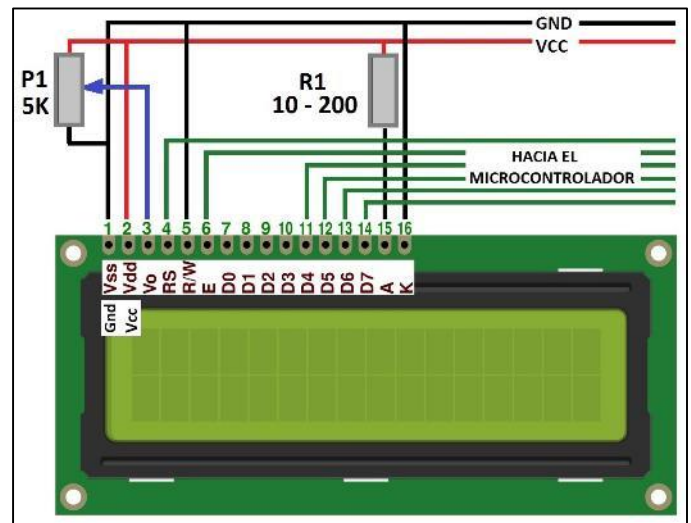 GND
VCC
P1
5K
R1
10 - 200
HACIA EL
MICROCONTROLADOR
1 2 3 4 5 6 7 8 9 10 11 12 13 14 15 16
Vss
Vdd
Vo
RS
R/W
E
D0
D1
D2
D3
D4
D5
D6
D7
A
K
Gnd
Vcc